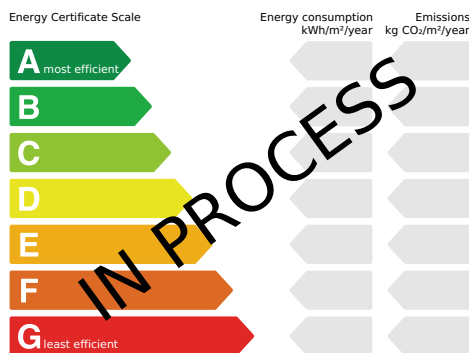 Energy Certificate Scale
Energy consumption
kWh/m²/year
Emissions
kg CO₂/m²/year
A most efficient
B
C
D
E
F
G least efficient
IN PROCESS